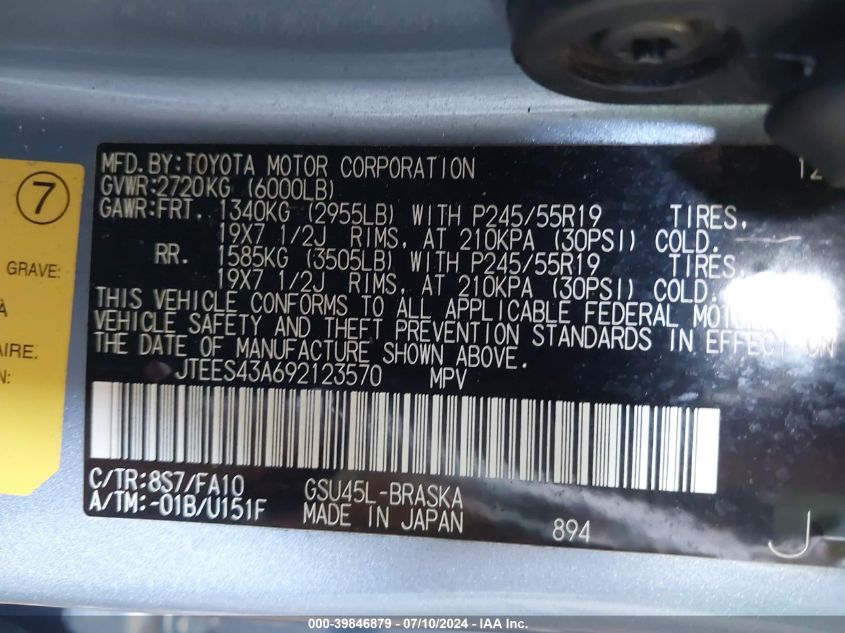 7
GRAVE:
À
AIRE.
N:
MFD. BY: TOYOTA MOTOR CORPORATION 12
GVWR: 2720KG (6000LB)
GAWR: FRT. 1340KG (2955LB) WITH P245/55R19 TIRES,
19X7 1/2J RIMS, AT 210KPA (30PSI) COLD.
RR. 1585KG (3505LB) WITH P245/55R19 TIRES,
19X7 1/2J RIMS, AT 210KPA (30PSI) COLD.
THIS VEHICLE CONFORMS TO ALL APPLICABLE FEDERAL MOTOR
VEHICLE SAFETY AND THEFT PREVENTION STANDARDS IN EFFECT ON
THE DATE OF MANUFACTURE SHOWN ABOVE.
JTEES43A692123570 MPV
C/TR: 8S7/FA10 GSU45L-BRASKA
A/TM: -01B/U151F MADE IN JAPAN 894
J
000-39846879 - 07/10/2024 - IAA Inc.